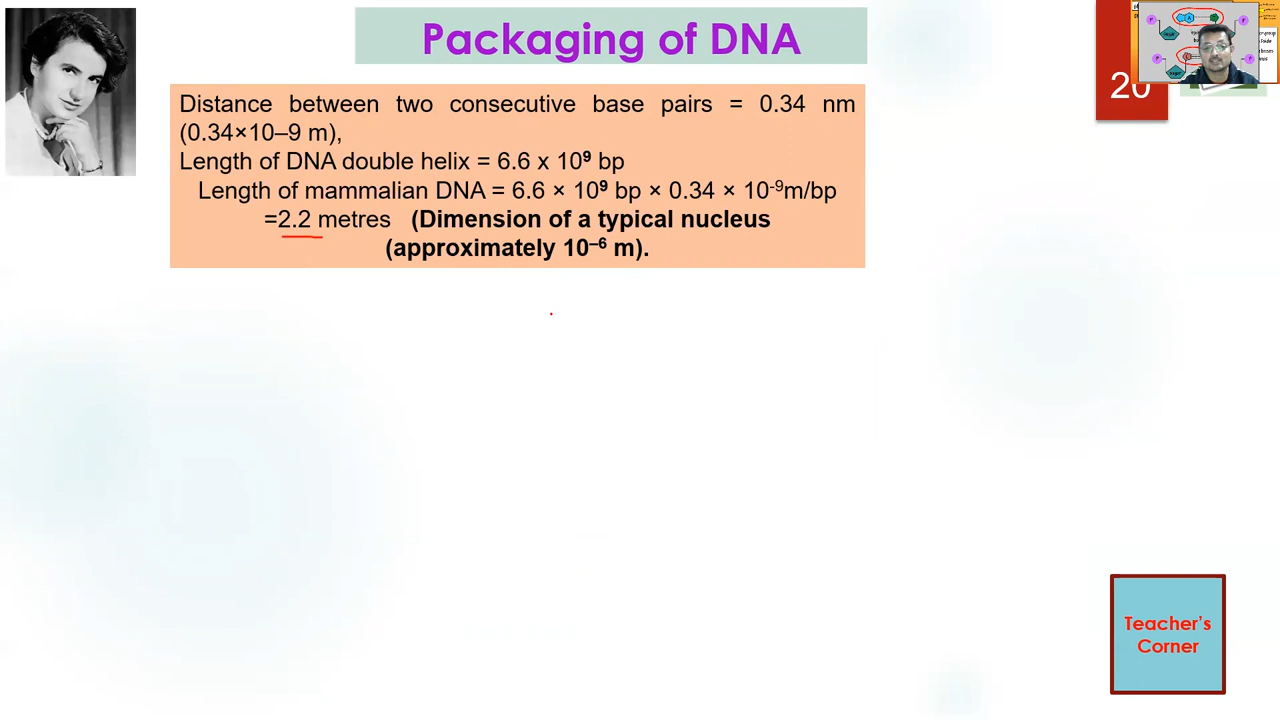 Packaging of DNA
20
Distance between two consecutive base pairs = 0.34 nm
(0.34×10–9 m),
Length of DNA double helix = 6.6 x 10⁹ bp
Length of mammalian DNA = 6.6 × 10⁹ bp × 0.34 × 10⁻⁹m/bp
=2.2 metres (Dimension of a typical nucleus
(approximately 10⁻⁶ m).
Teacher's
Corner